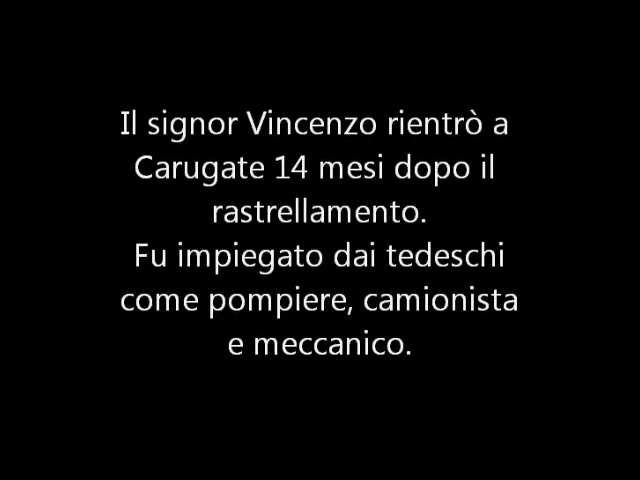 Il signor Vincenzo rientrò a
Carugate 14 mesi dopo il
rastrellamento.
Fu impiegato dai tedeschi
come pompiere, camionista
e meccanico.